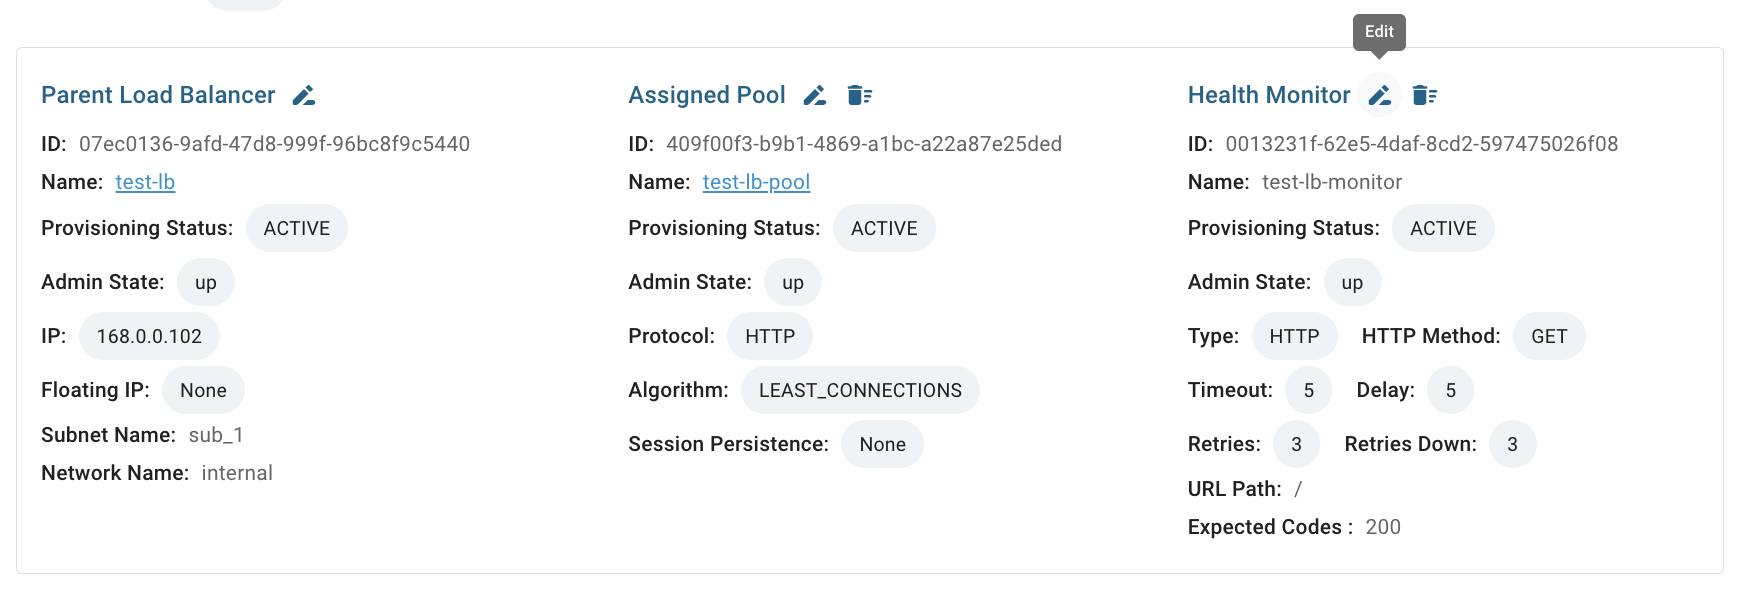 Edit
Parent Load Balancer
ID: 07ec0136-9afd-47d8-999f-96bc8f9c5440
Name: test-lb
Provisioning Status: ACTIVE
Admin State: up
IP: 168.0.0.102
Floating IP: None
Subnet Name: sub_1
Network Name: internal
Assigned Pool
ID: 409f00f3-b9b1-4869-a1bc-a22a87e25ded
Name: test-lb-pool
Provisioning Status: ACTIVE
Admin State: up
Protocol: HTTP
Algorithm: LEAST_CONNECTIONS
Session Persistence: None
Health Monitor
ID: 0013231f-62e5-4daf-8cd2-597475026f08
Name: test-lb-monitor
Provisioning Status: ACTIVE
Admin State: up
Type: HTTP HTTP Method: GET
Timeout: 5 Delay: 5
Retries: 3 Retries Down: 3
URL Path: /
Expected Codes : 200